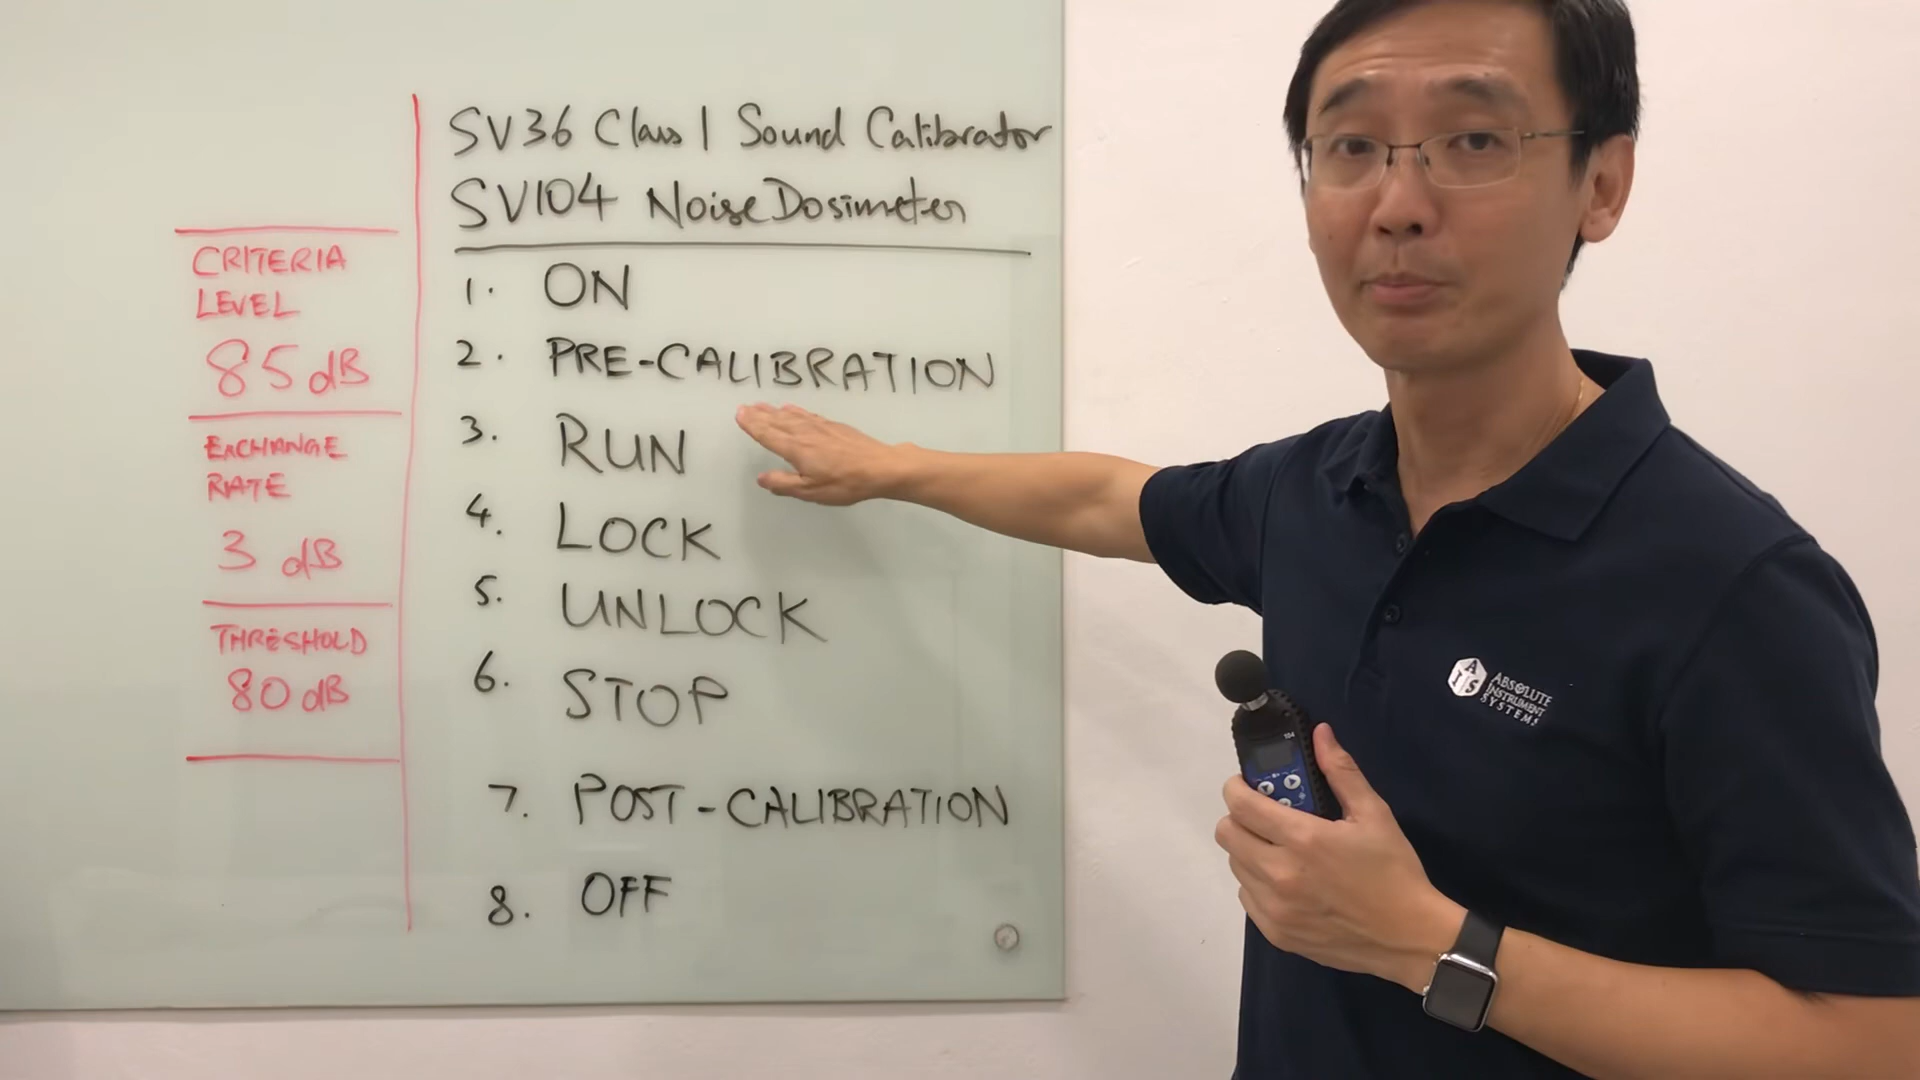 SV36 Class 1 Sound Calibrator
SV104 Noise Dosimeter
1. ON
2. PRE-CALIBRATION
3. RUN
4. LOCK
5. UNLOCK
6. STOP
7. POST-CALIBRATION
8. OFF
CRITERIA
LEVEL
85 dB
EXCHANGE
RATE
3 dB
THRESHOLD
80 dB
AIS
ABSOLUTE
INSTRUMENT
SYSTEMS
104